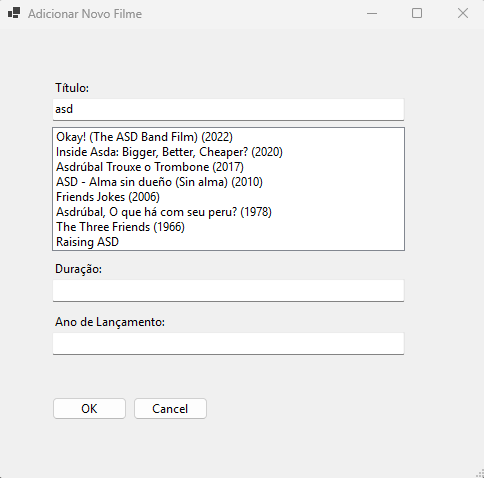 Adicionar Novo Filme
Título:
asd
Okay! (The ASD Band Film) (2022)
Inside Asda: Bigger, Better, Cheaper? (2020)
Asdrúbal Trouxe o Trombone (2017)
ASD - Alma sin dueño (Sin alma) (2010)
Friends Jokes (2006)
Asdrúbal, O que há com seu peru? (1978)
The Three Friends (1966)
Raising ASD
Duração:
Ano de Lançamento:
OK Cancel